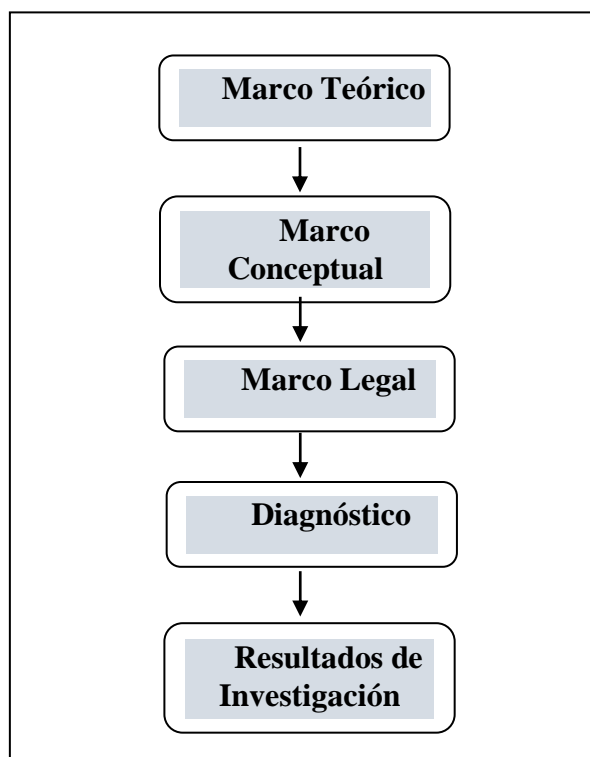 Marco Teórico
Marco
Conceptual
Marco Legal
Diagnóstico
Resultados de
Investigación